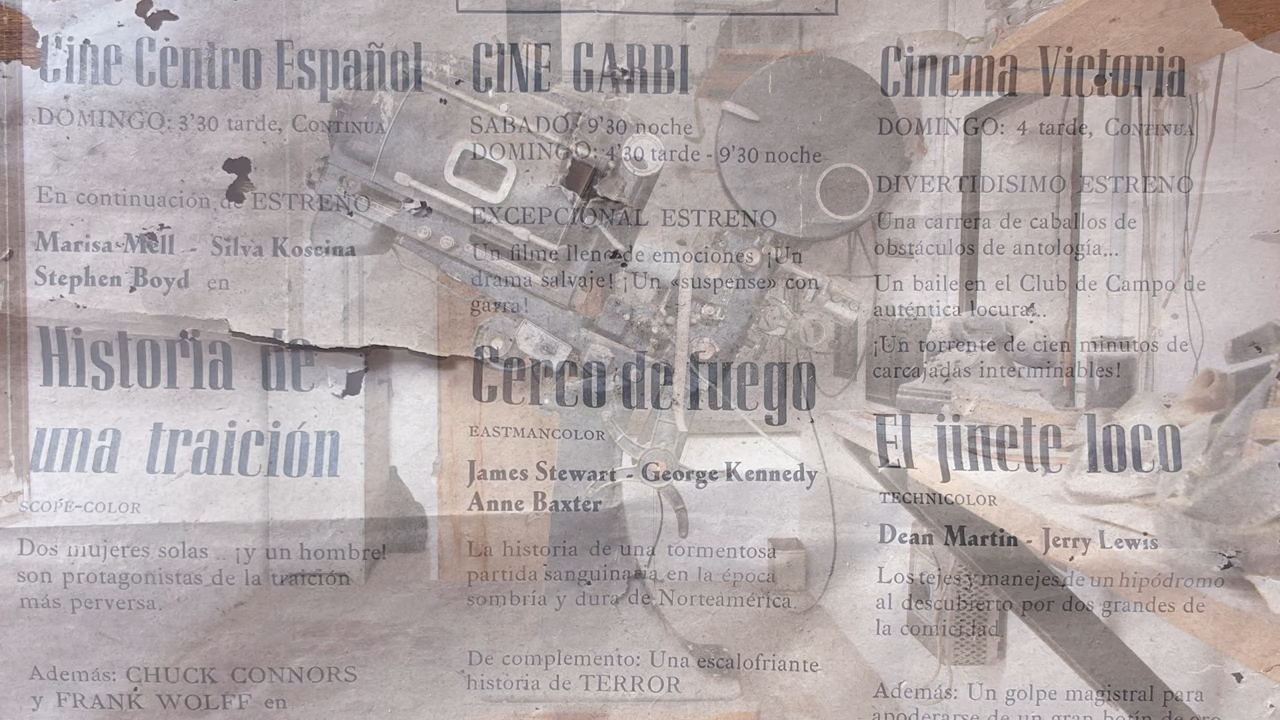 Cine Centro Español
DOMINGO: 3'30 tarde, CONTINUA
En continuación de ESTRENO
Marisa Mell - Silva Koscina
Stephen Boyd en
Historia de
una traición
SCOPE-COLOR
Dos mujeres solas .. ¡y un hombre!
son protagonistas de la traición
más perversa.
Además: CHUCK CONNORS
y FRANK WOLFF en
CINE GARBI
SABADO: 9'30 noche
DOMINGO: 4'30 tarde - 9'30 noche
EXCEPCIONAL ESTRENO
Un filme lleno de emociones ¡Un
drama salvaje! ¡Un «suspense» con
garra!
Cerco de fuego
EASTMANCOLOR
James Stewart - George Kennedy
Anne Baxter
La historia de una tormentosa
partida sanguinaria en la época
sombría y dura de Norteamérica.
De complemento: Una escalofriante
historia de TERROR
Cinema Victoria
DOMINGO: 4 tarde, CONTINUA
DIVERTIDISIMO ESTRENO
Una carrera de caballos de
obstáculos de antología...
Un baile en el Club de Campo de
auténtica locura...
¡Un torrente de cien minutos de
carcajadas interminables!
El jinete loco
TECHNICOLOR
Dean Martin - Jerry Lewis
Los tejes y manejes de un hipódromo
al descubierto por dos grandes de
la comicidad.
Además: Un golpe magistral para
apoderarse de un gran botín de oro